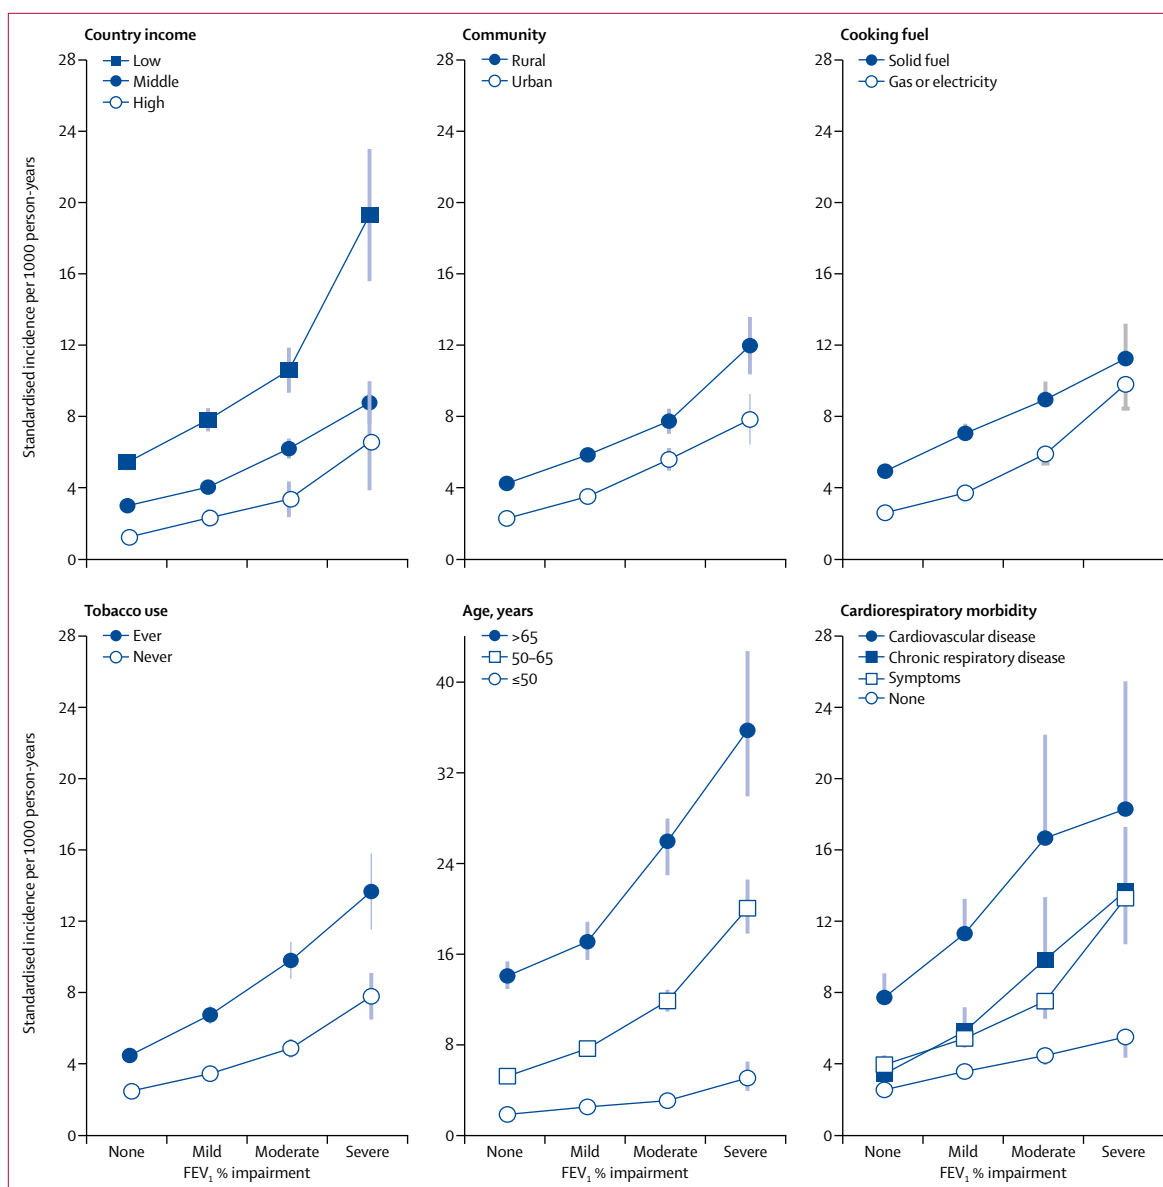 Country income
Low
Middle
High
28
24
20
16
12
8
4
0
Standardised incidence per 1000 person-years
Community
Rural
Urban
28
24
20
16
12
8
4
0
Cooking fuel
Solid fuel
Gas or electricity
28
24
20
16
12
8
4
0
Tobacco use
Ever
Never
28
24
20
16
12
8
4
0
Standardised incidence per 1000 person-years
None Mild Moderate Severe
FEV₁ % impairment
Age, years
>65
50–65
≤50
40
32
24
16
8
0
None Mild Moderate Severe
FEV₁ % impairment
Cardiorespiratory morbidity
Cardiovascular disease
Chronic respiratory disease
Symptoms
None
28
24
20
16
12
8
4
0
None Mild Moderate Severe
FEV₁ % impairment